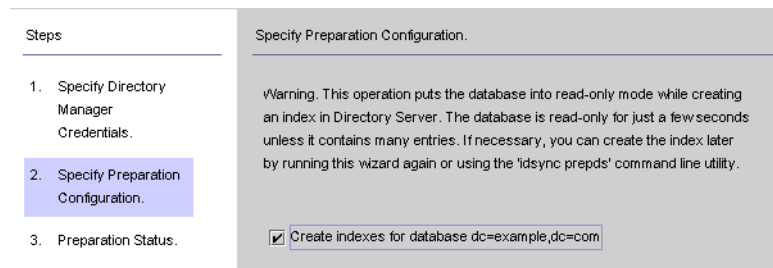 Steps
1. Specify Directory
Manager
Credentials.
2. Specify Preparation
Configuration.
3. Preparation Status.
Specify Preparation Configuration.
Warning. This operation puts the database into read-only mode while creating
an index in Directory Server. The database is read-only for just a few seconds
unless it contains many entries. If necessary, you can create the index later
by running this wizard again or using the 'idsync prepds' command line utility.
Create indexes for database dc=example,dc=com